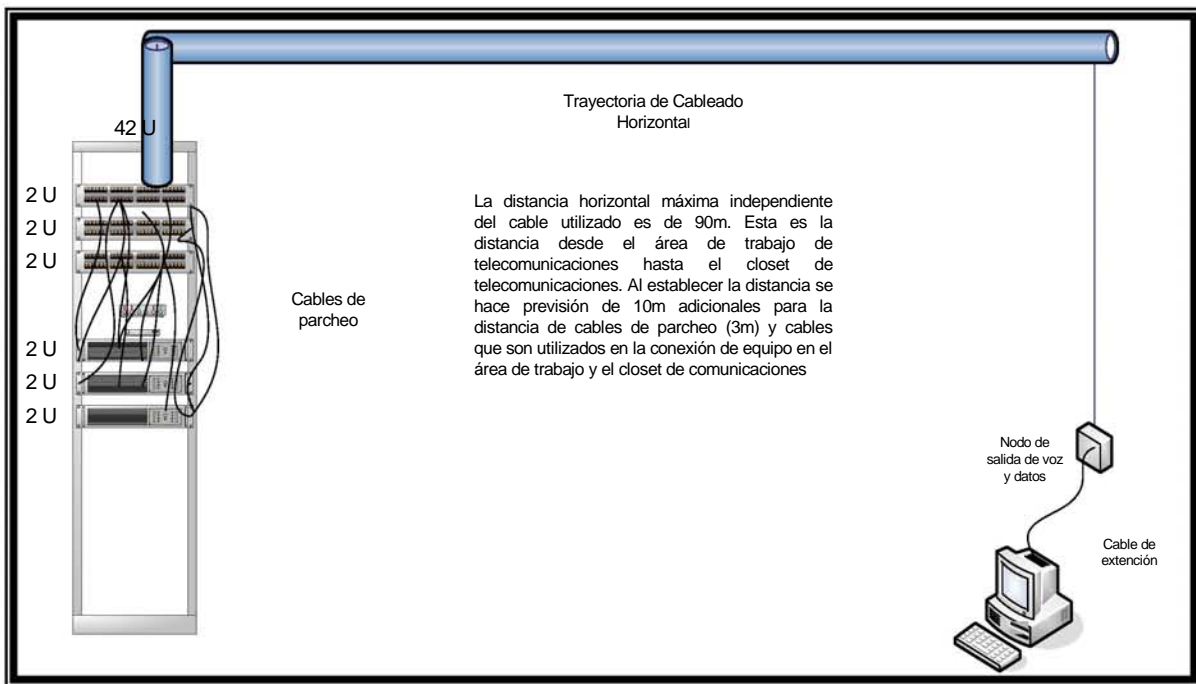 Trayectoria de Cableado
Horizontal
42 U
2 U
2 U
2 U
2 U
2 U
2 U
Cables de
parcheo
La distancia horizontal máxima independiente
del cable utilizado es de 90m. Esta es la
distancia desde el área de trabajo de
telecomunicaciones hasta el closet de
telecomunicaciones. Al establecer la distancia se
hace previsión de 10m adicionales para la
distancia de cables de parcheo (3m) y cables
que son utilizados en la conexión de equipo en el
área de trabajo y el closet de comunicaciones
Nodo de
salida de voz
y datos
Cable de
extención